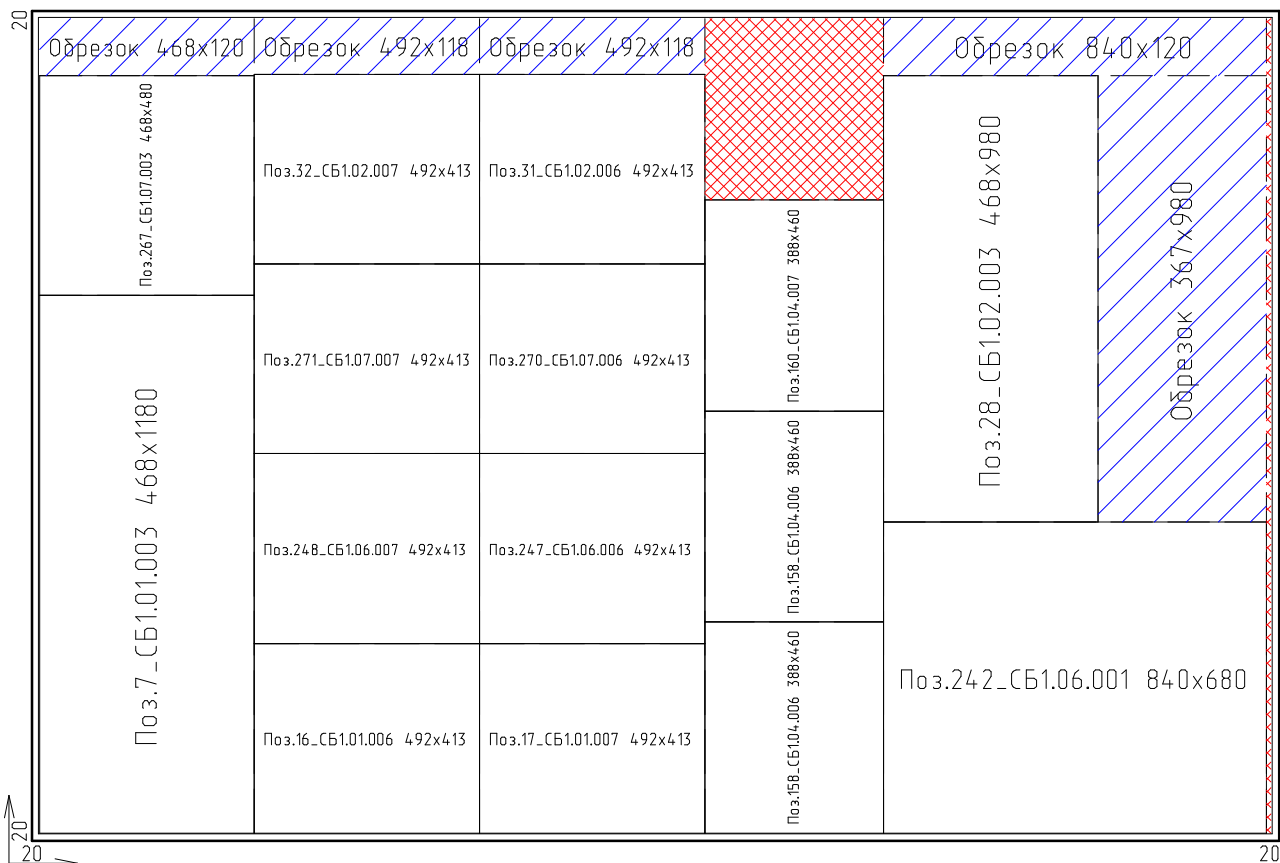 20
Обрезок 468x120
Обрезок 492x118
Обрезок 492x118
Обрезок 840x120
Поз.267_СБ1.07.003 468x480
Поз.32_СБ1.02.007 492x413
Поз.31_СБ1.02.006 492x413
Поз.160_СБ1.04.007 388x460
Поз.28_СБ1.02.003 468x980
Обрезок 367x980
Поз.271_СБ1.07.007 492x413
Поз.270_СБ1.07.006 492x413
Поз.7_СБ1.01.003 468x1180
Поз.248_СБ1.06.007 492x413
Поз.247_СБ1.06.006 492x413
Поз.158_СБ1.04.006 388x460
Поз.242_СБ1.06.001 840x680
Поз.16_СБ1.01.006 492x413
Поз.17_СБ1.01.007 492x413
Поз.158_СБ1.04.006 388x460
20
20
20